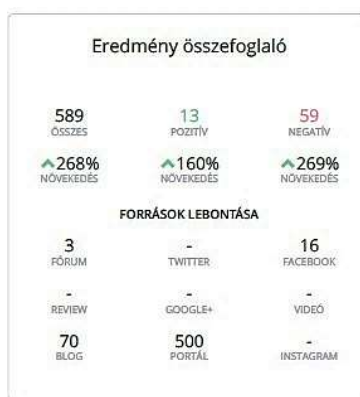 Eredmény összefoglaló
589 13 59
ÖSSZES POZITÍV NEGATÍV
268% 160% 269%
NÖVEKEDÉS NÖVEKEDÉS NÖVEKEDÉS
FORRÁSOK LEBONTÁSA
3 - 16
FÓRUM TWITTER FACEBOOK
- - -
REVIEW GOOGLE+ VIDEÓ
70 500 -
BLOG PORTÁL INSTAGRAM